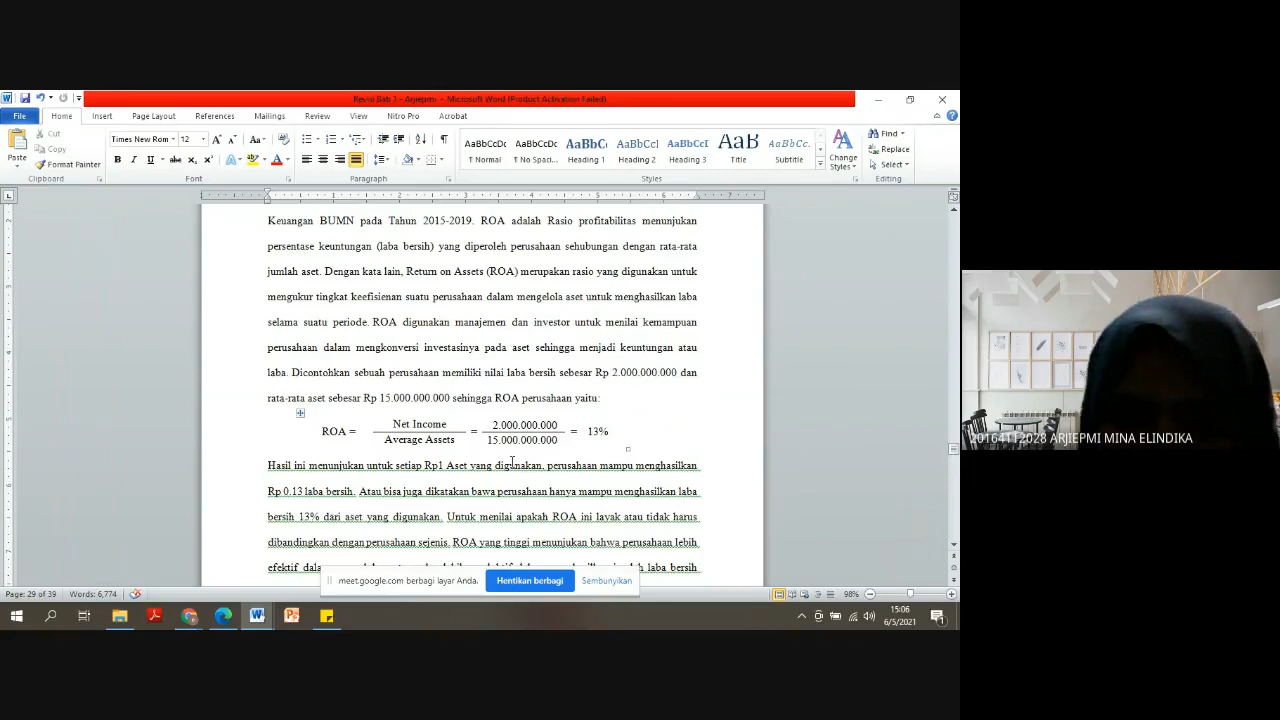 Revisi Bab 1 - Arjiepmi - Microsoft Word (Product Activation Failed)
File Home Insert Page Layout References Mailings Review View Nitro Pro Acrobat
Paste
Cut
Copy
Format Painter
Clipboard
Times New Rom 12
Font
Paragraph
AaBbCcDc AaBbCcDc AaBbC AaBbCc AaBbCcI AaB AaBbCc.
¶ Normal ¶ No Spac... Heading 1 Heading 2 Heading 3 Title Subtitle
Styles
Change Styles
Find
Replace
Select
Editing
Keuangan BUMN pada Tahun 2015-2019. ROA adalah Rasio profitabilitas menunjukan
persentase keuntungan (laba bersih) yang diperoleh perusahaan sehubungan dengan rata-rata
jumlah aset. Dengan kata lain, Return on Assets (ROA) merupakan rasio yang digunakan untuk
mengukur tingkat keefisienan suatu perusahaan dalam mengelola aset untuk menghasilkan laba
selama suatu periode. ROA digunakan manajemen dan investor untuk menilai kemampuan
perusahaan dalam mengkonversi investasinya pada aset sehingga menjadi keuntungan atau
laba. Dicontohkan sebuah perusahaan memiliki nilai laba bersih sebesar Rp 2.000.000.000 dan
rata-rata aset sebesar Rp 15.000.000.000 sehingga ROA perusahaan yaitu:
Net Income 2.000.000.000
ROA = = = 13%
Average Assets 15.000.000.000
Hasil ini menunjukan untuk setiap Rp1 Aset yang digunakan, perusahaan mampu menghasilkan
Rp 0.13 laba bersih. Atau bisa juga dikatakan bawa perusahaan hanya mampu menghasilkan laba
bersih 13% dari aset yang digunakan. Untuk menilai apakah ROA ini layak atau tidak harus
dibandingkan dengan perusahaan sejenis. ROA yang tinggi menunjukan bahwa perusahaan lebih
efektif laba bersih
meet.google.com berbagi layar Anda. Hentikan berbagi Sembunyikan
Page: 29 of 39 Words: 6,774 98%
15:06
6/5/2021
ARJIEPMI MINA ELINDIKA